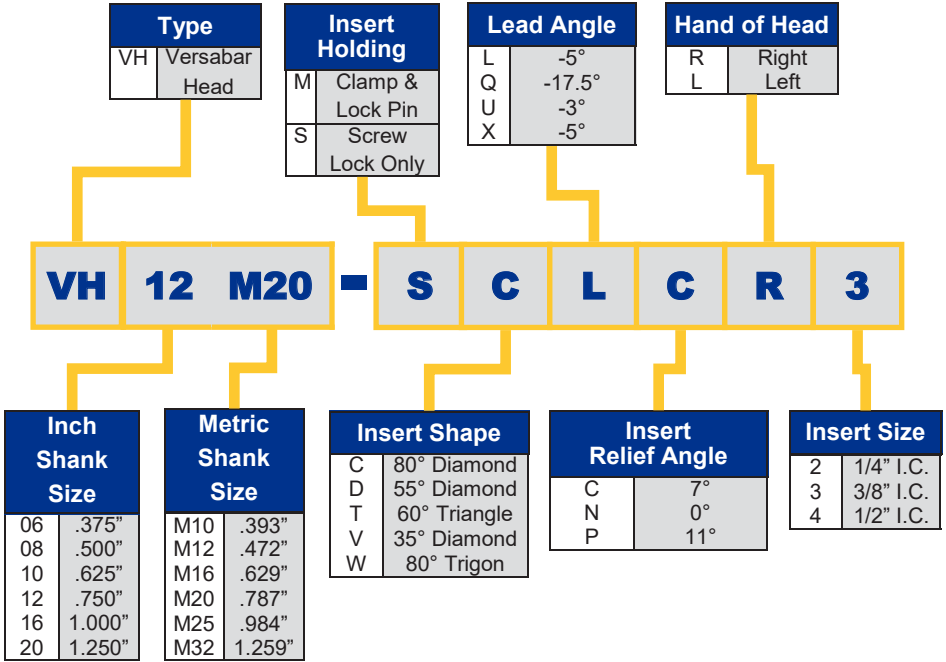 Type
VH Versabar
Head
Insert
Holding
M Clamp &
Lock Pin
S Screw
Lock Only
Lead Angle
L -5°
Q -17.5°
U -3°
X -5°
Hand of Head
R Right
L Left
VH 12 M20 - S C L C R 3
Inch
Shank
Size
06 .375”
08 .500”
10 .625”
12 .750”
16 1.000”
20 1.250”
Metric
Shank
Size
M10 .393”
M12 .472”
M16 .629”
M20 .787”
M25 .984”
M32 1.259”
Insert Shape
C 80° Diamond
D 55° Diamond
T 60° Triangle
V 35° Diamond
W 80° Trigon
Insert
Relief Angle
C 7°
N 0°
P 11°
Insert Size
2 1/4” I.C.
3 3/8” I.C.
4 1/2” I.C.